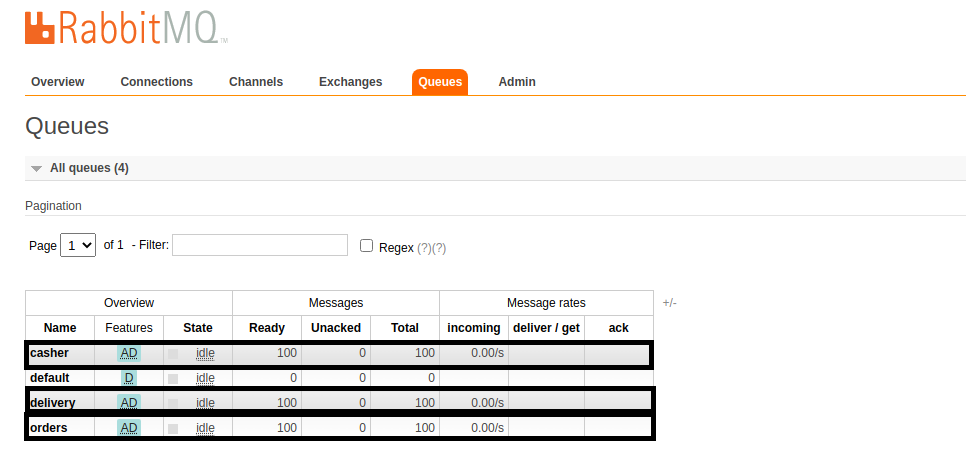 RabbitMQ TM
Overview Connections Channels Exchanges Queues Admin
Queues
All queues (4)
Pagination
Page 1 of 1 - Filter: Regex (?)(?)
Overview Messages Message rates +/-
Name Features State Ready Unacked Total incoming deliver / get ack
casher AD idle 100 0 100 0.00/s
default D idle 0 0 0
delivery AD idle 100 0 100 0.00/s
orders AD idle 100 0 100 0.00/s